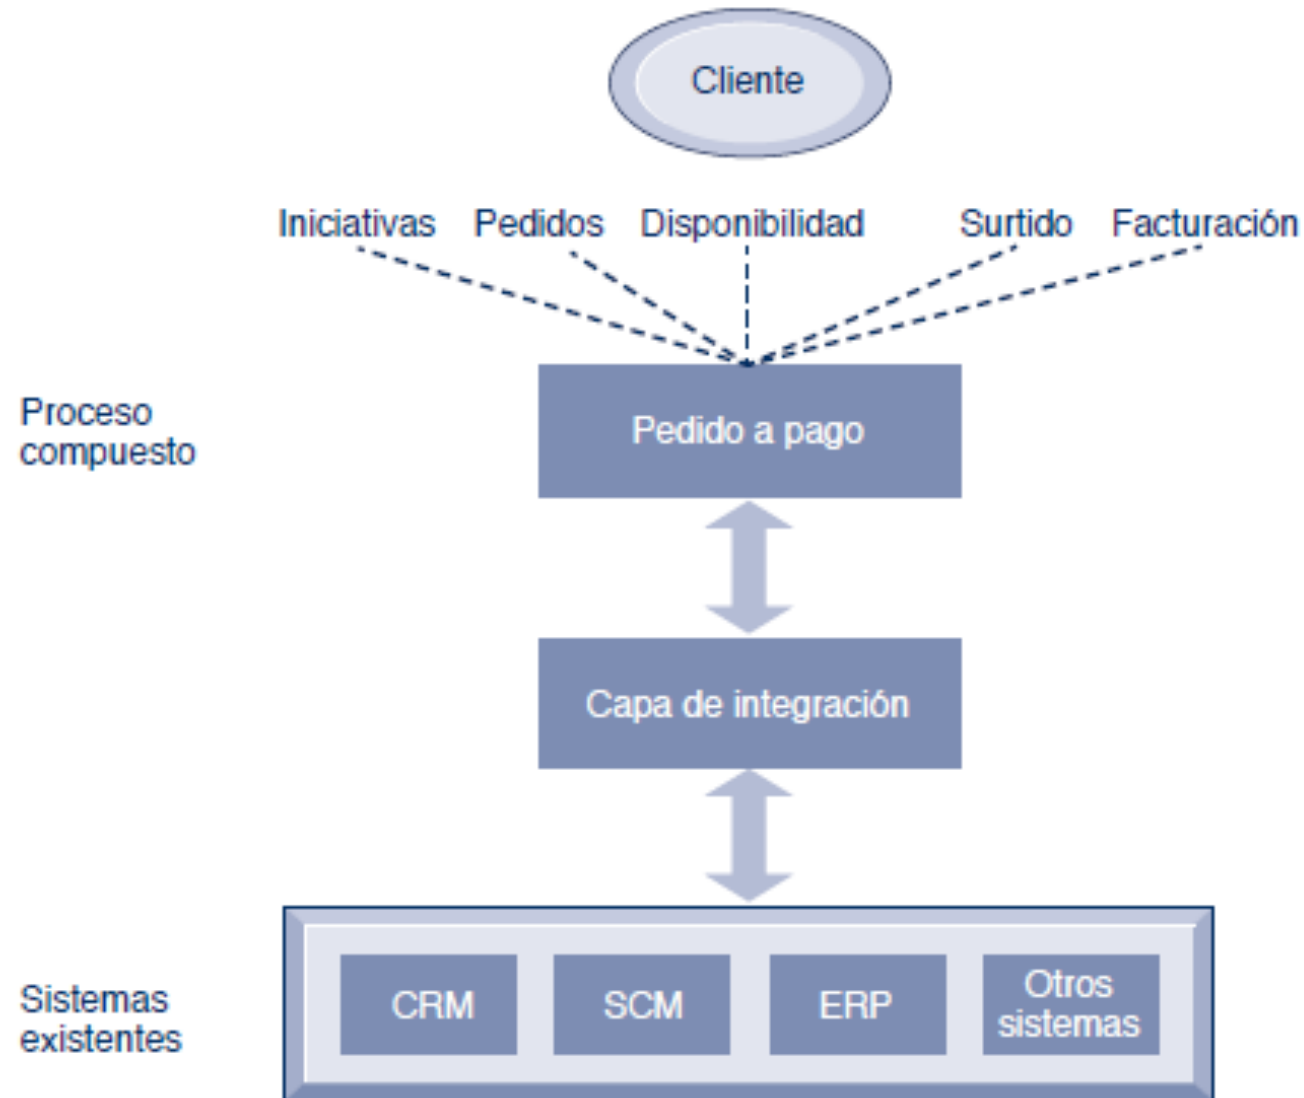 Cliente
Iniciativas Pedidos Disponibilidad Surtido Facturación
Proceso
compuesto
Pedido a pago
Capa de integración
Sistemas
existentes
CRM
SCM
ERP
Otros
sistemas